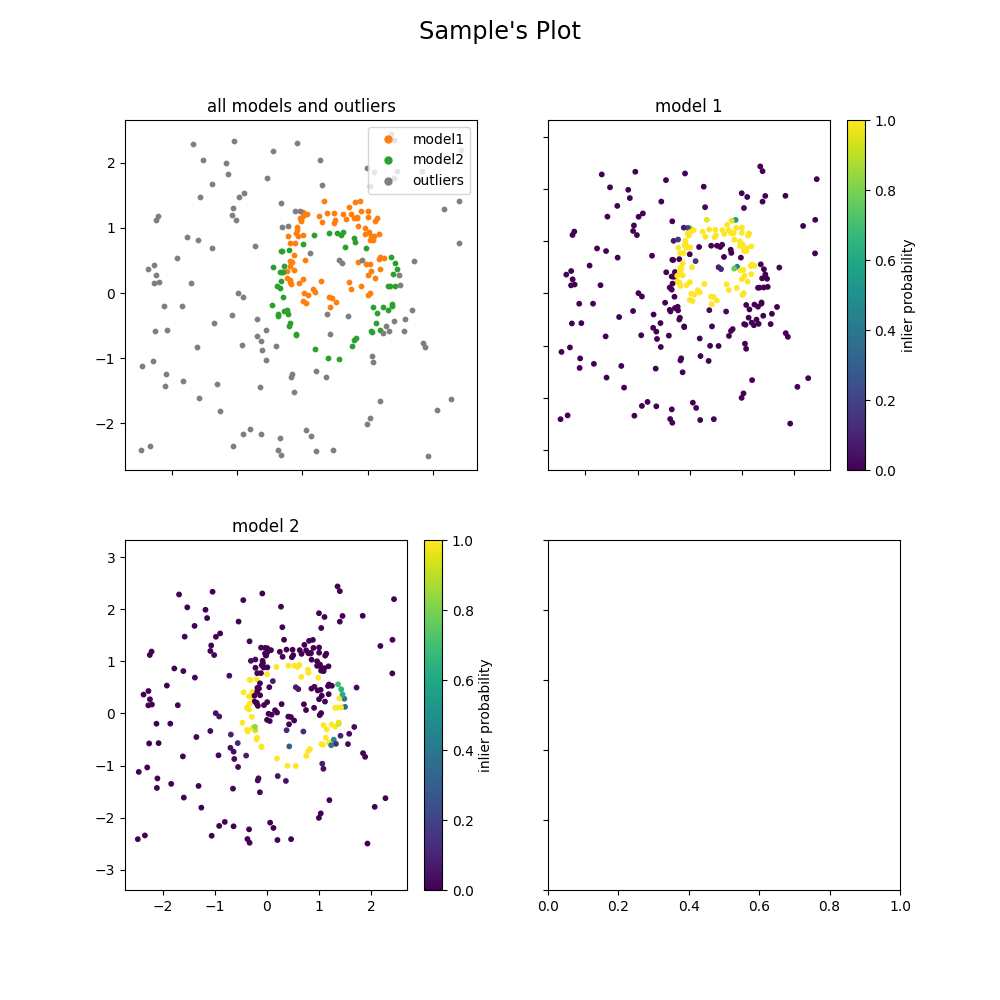 Sample's Plot
all models and outliers
model1
model2
outliers
2
1
0
−1
−2
model 1
1.0
0.8
0.6
0.4
0.2
0.0
inlier probability
model 2
3
2
1
0
−1
−2
−3
−2 −1 0 1 2
1.0
0.8
0.6
0.4
0.2
0.0
inlier probability
0.0 0.2 0.4 0.6 0.8 1.0